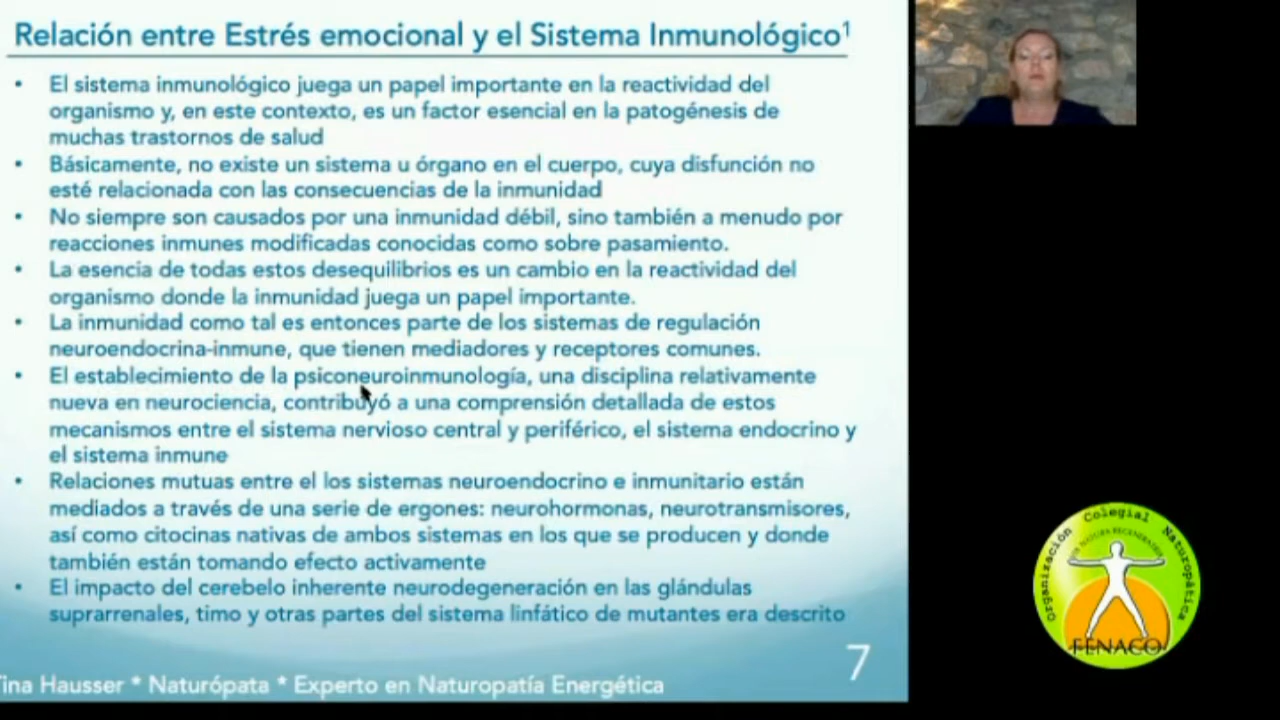 Relación entre Estrés emocional y el Sistema Inmunológico¹
• El sistema inmunológico juega un papel importante en la reactividad del
organismo y, en este contexto, es un factor esencial en la patogénesis de
muchas trastornos de salud
• Básicamente, no existe un sistema u órgano en el cuerpo, cuya disfunción no
esté relacionada con las consecuencias de la inmunidad
• No siempre son causados por una inmunidad débil, sino también a menudo por
reacciones inmunes modificadas conocidas como sobre pasamiento.
• La esencia de todas estos desequilibrios es un cambio en la reactividad del
organismo donde la inmunidad juega un papel importante.
• La inmunidad como tal es entonces parte de los sistemas de regulación
neuroendocrina-inmune, que tienen mediadores y receptores comunes.
• El establecimiento de la psiconeuroinmunología, una disciplina relativamente
nueva en neurociencia, contribuyó a una comprensión detallada de estos
mecanismos entre el sistema nervioso central y periférico, el sistema endocrino y
el sistema inmune
• Relaciones mutuas entre el los sistemas neuroendocrino e inmunitario están
mediados a través de una serie de ergones: neurohormonas, neurotransmisores,
así como citocinas nativas de ambos sistemas en los que se producen y donde
también están tomando efecto activamente
• El impacto del cerebelo inherente neurodegeneración en las glándulas
suprarrenales, timo y otras partes del sistema linfático de mutantes era descrito
7
Tina Hausser * Naturópata * Experto en Naturopatía Energética
Organización Colegial Naturopática
FENACO